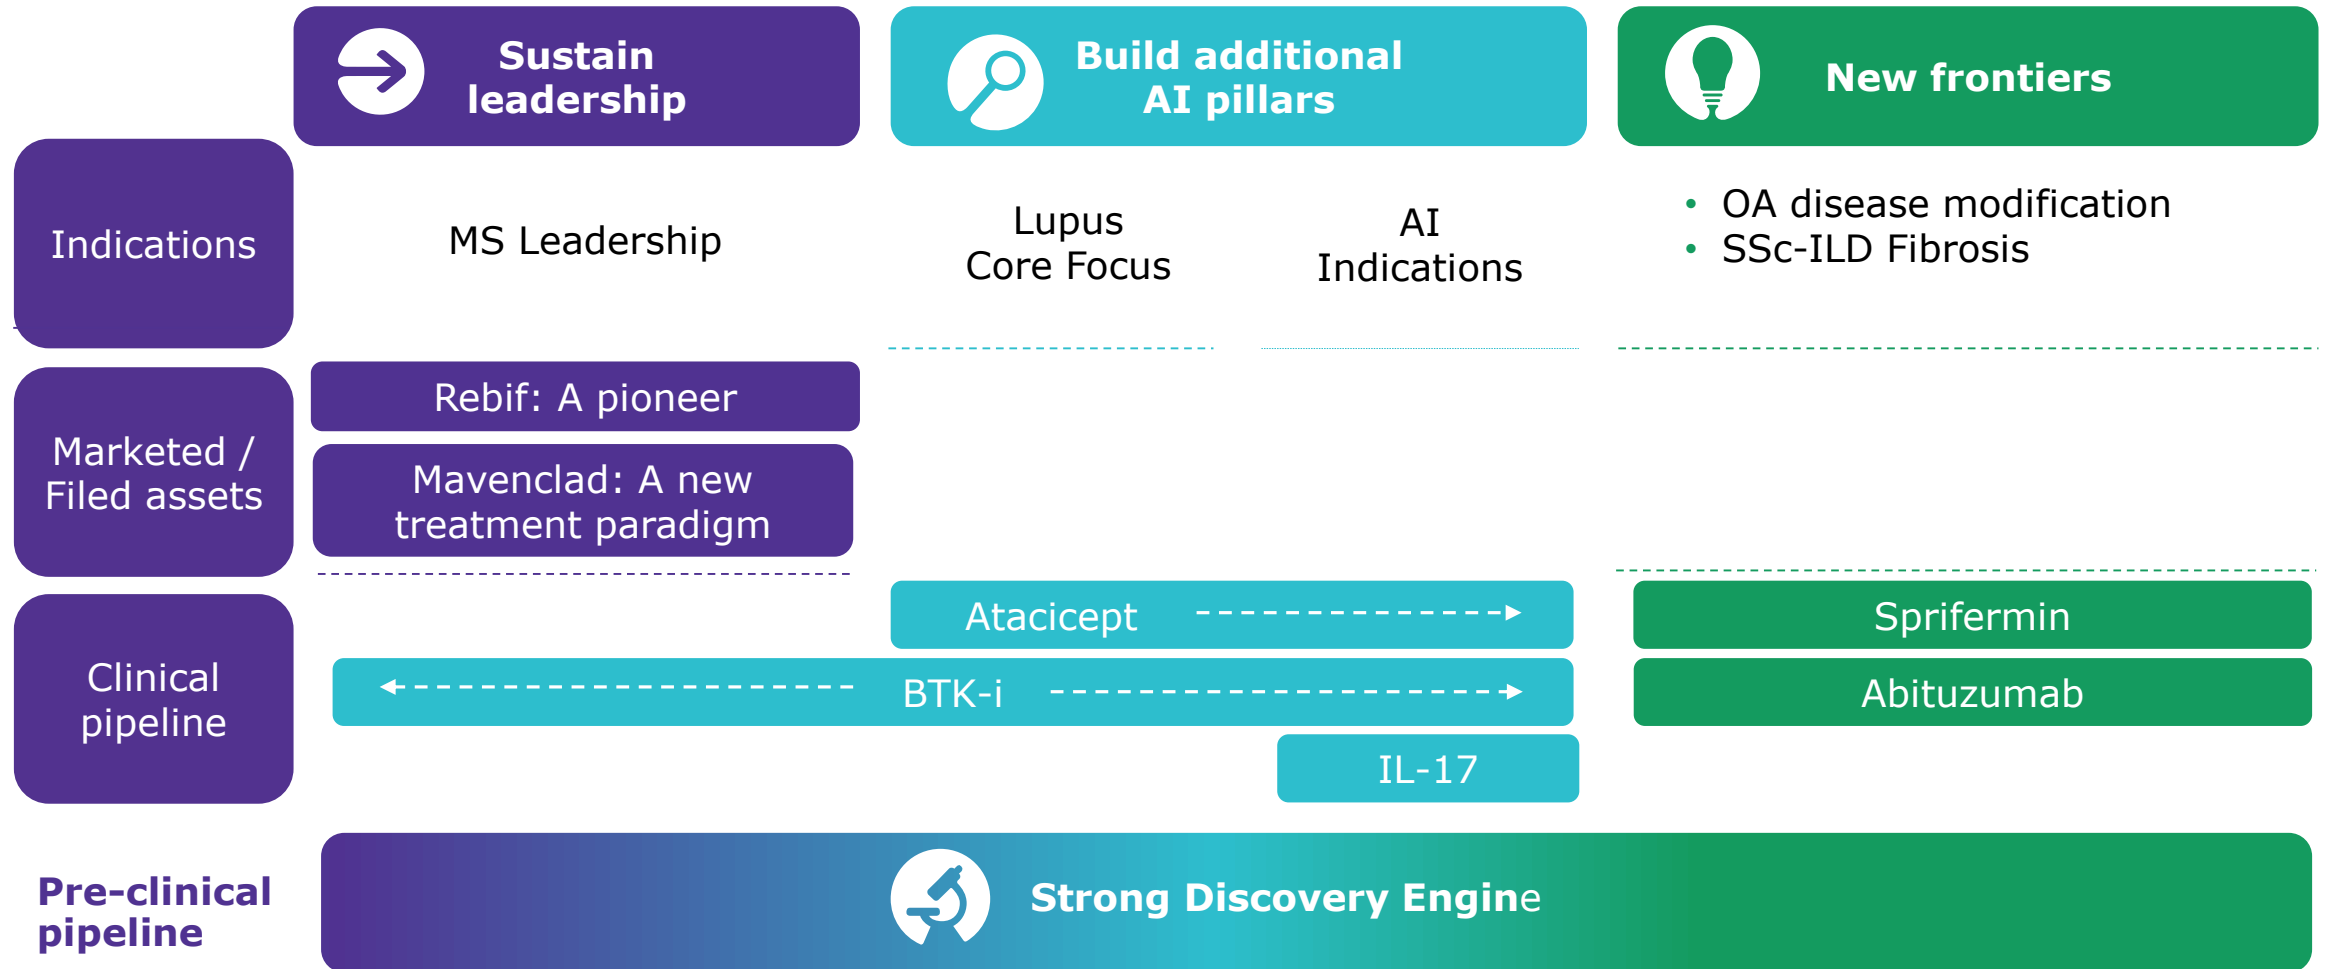 Sustain
leadership
Build additional
AI pillars
New frontiers
Indications
MS Leadership
Lupus
Core Focus
AI
Indications
• OA disease modification
• SSc-ILD Fibrosis
Marketed /
Filed assets
Rebif: A pioneer
Mavenclad: A new
treatment paradigm
Clinical
pipeline
Atacicept
Sprifermin
BTK-i
Abituzumab
IL-17
Pre-clinical
pipeline
Strong Discovery Engine